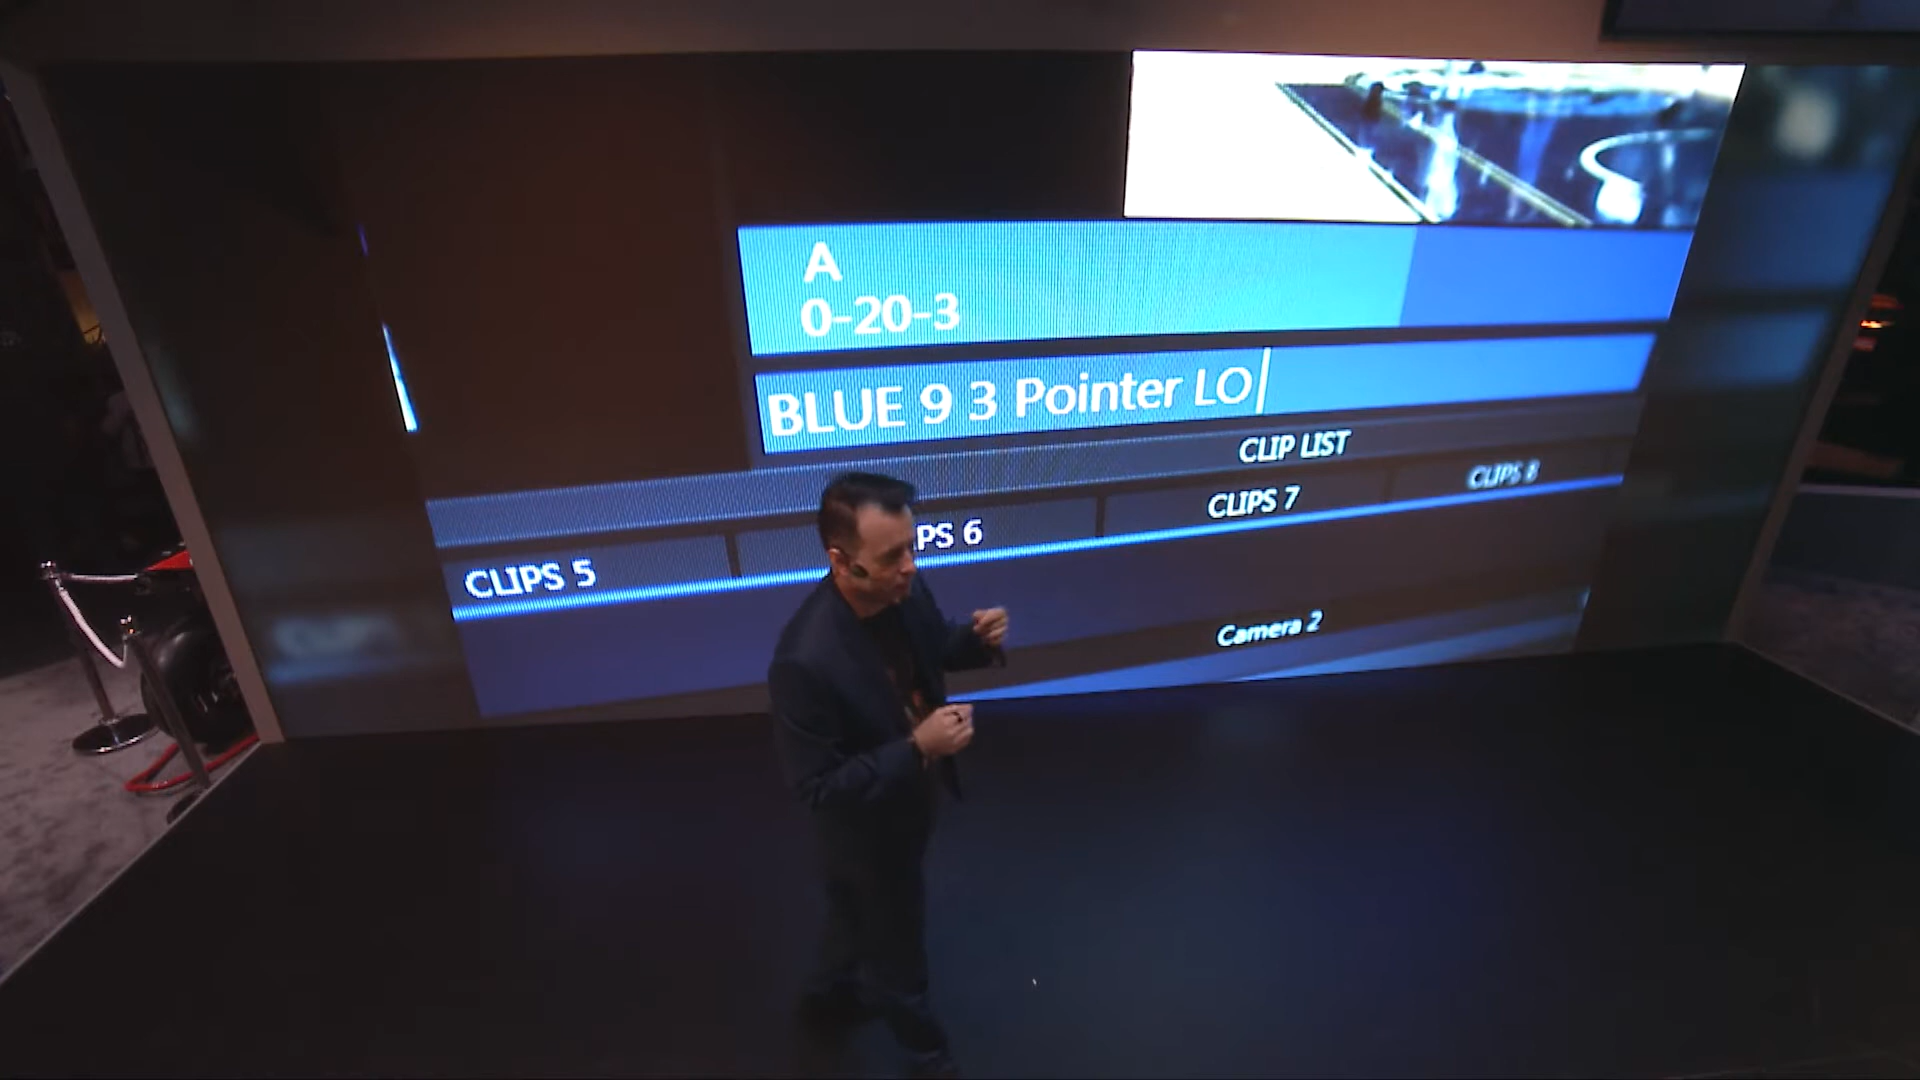 A
0-20-3
BLUE 9 3 Pointer LO
CLIP LIST
CLIPS 5
PS 6
CLIPS 7
CLIPS 8
Camera 2